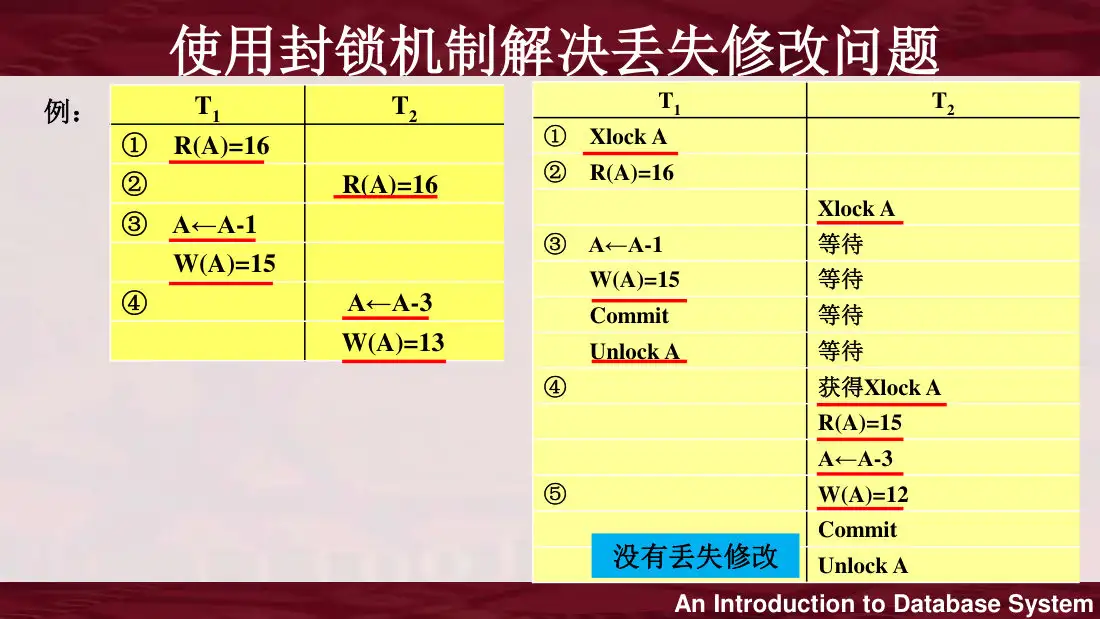 使用封锁机制解决丢失修改问题
例：
T1 T2
① R(A)=16
② R(A)=16
③ A←A-1
W(A)=15
④ A←A-3
W(A)=13
T1 T2
① Xlock A
② R(A)=16
Xlock A
③ A←A-1 等待
W(A)=15 等待
Commit 等待
Unlock A 等待
④ 获得Xlock A
R(A)=15
A←A-3
⑤ W(A)=12
Commit
没有丢失修改 Unlock A
An Introduction to Database System